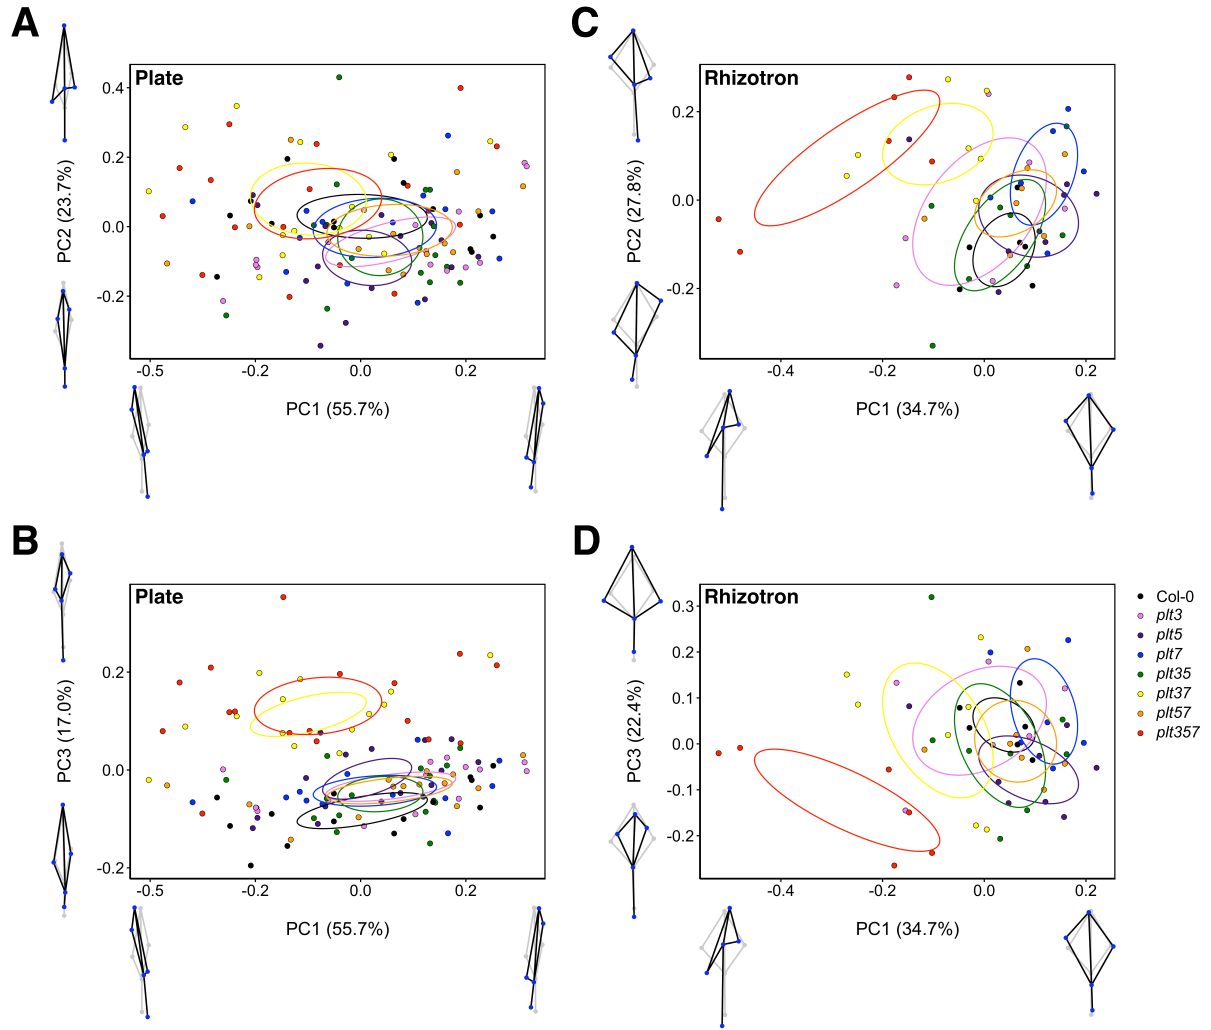 A
Plate
PC2 (23.7%)
0.4
0.2
0.0
-0.2
-0.5
-0.2
0.0
0.2
PC1 (55.7%)
C
Rhizotron
PC2 (27.8%)
0.2
0.0
-0.2
-0.4
-0.2
0.0
0.2
PC1 (34.7%)
B
Plate
PC3 (17.0%)
0.2
0.0
-0.2
-0.5
-0.2
0.0
0.2
PC1 (55.7%)
D
Rhizotron
PC3 (22.4%)
0.3
0.2
0.1
0.0
-0.1
-0.2
-0.4
-0.2
0.0
0.2
PC1 (34.7%)
Col-0
plt3
plt5
plt7
plt35
plt37
plt57
plt357